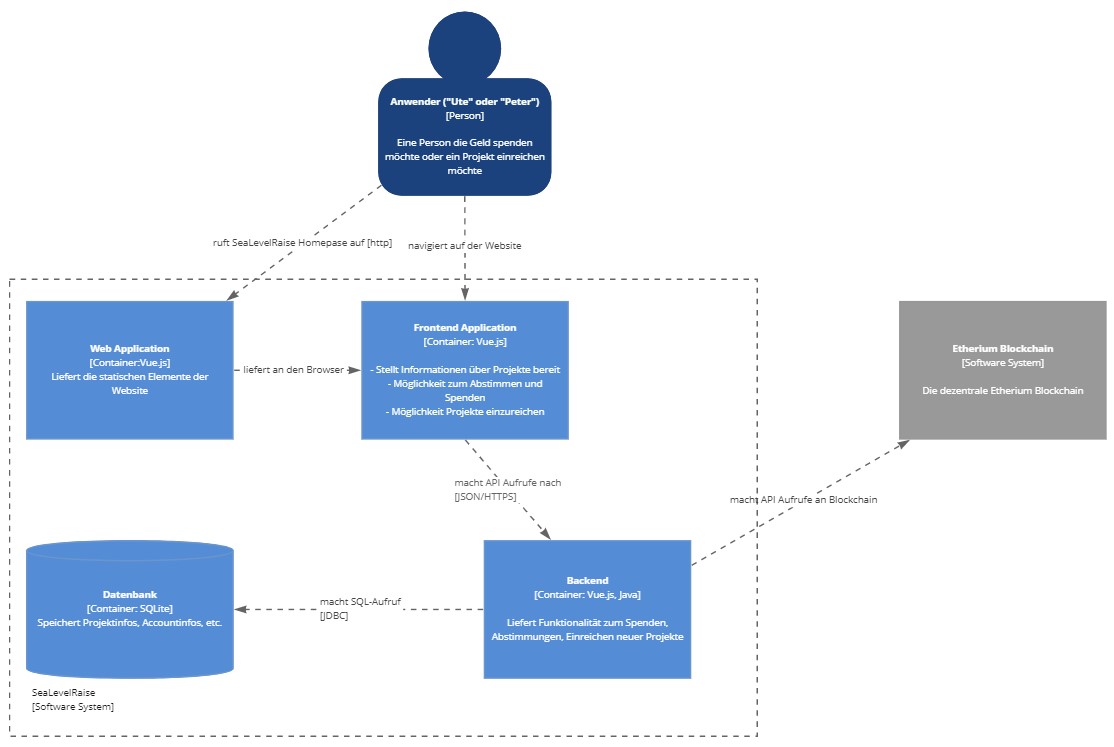 Anwender ("Ute" oder "Peter")
[Person]
Eine Person die Geld spenden
möchte oder ein Projekt einreichen
möchte
ruft SeaLevelRaise Homepase auf [http]
navigiert auf der Website
Web Application
[Container:Vue.js]
Liefert die statischen Elemente der
Website
liefert an den Browser
Frontend Application
[Container: Vue.js]
- Stellt Informationen über Projekte bereit
- Möglichkeit zum Abstimmen und
Spenden
- Möglichkeit Projekte einzureichen
Etherium Blockchain
[Software System]
Die dezentrale Etherium Blockchain
macht API Aufrufe nach
[JSON/HTTPS]
macht API Aufrufe an Blockchain
Datenbank
[Container: SQLite]
Speichert Projektinfos, Accountinfos, etc.
macht SQL-Aufruf
[JDBC]
Backend
[Container: Vue.js, Java]
Liefert Funktionalität zum Spenden,
Abstimmungen, Einreichen neuer Projekte
SeaLevelRaise
[Software System]